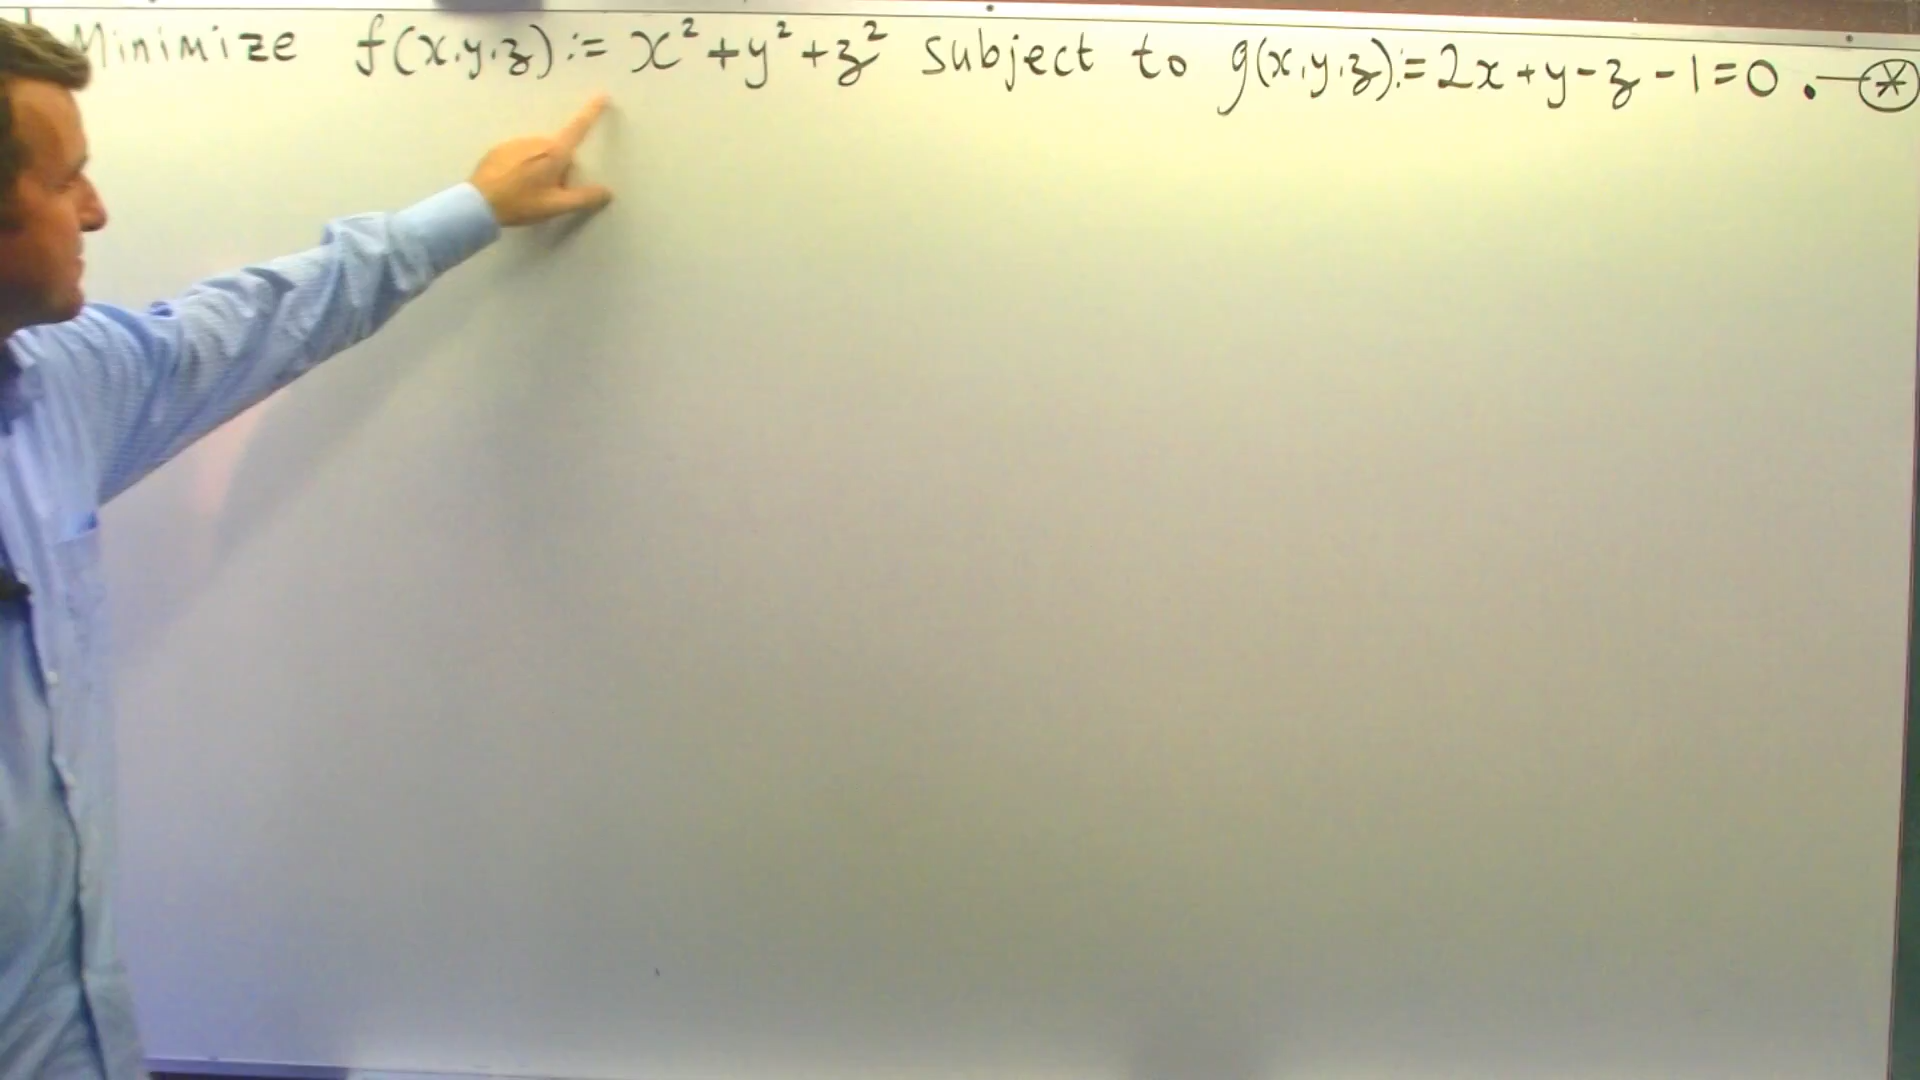 Minimize f(x,y,z) := x² + y² + z² subject to g(x,y,z) := 2x + y - z - 1 = 0 . — ⊛